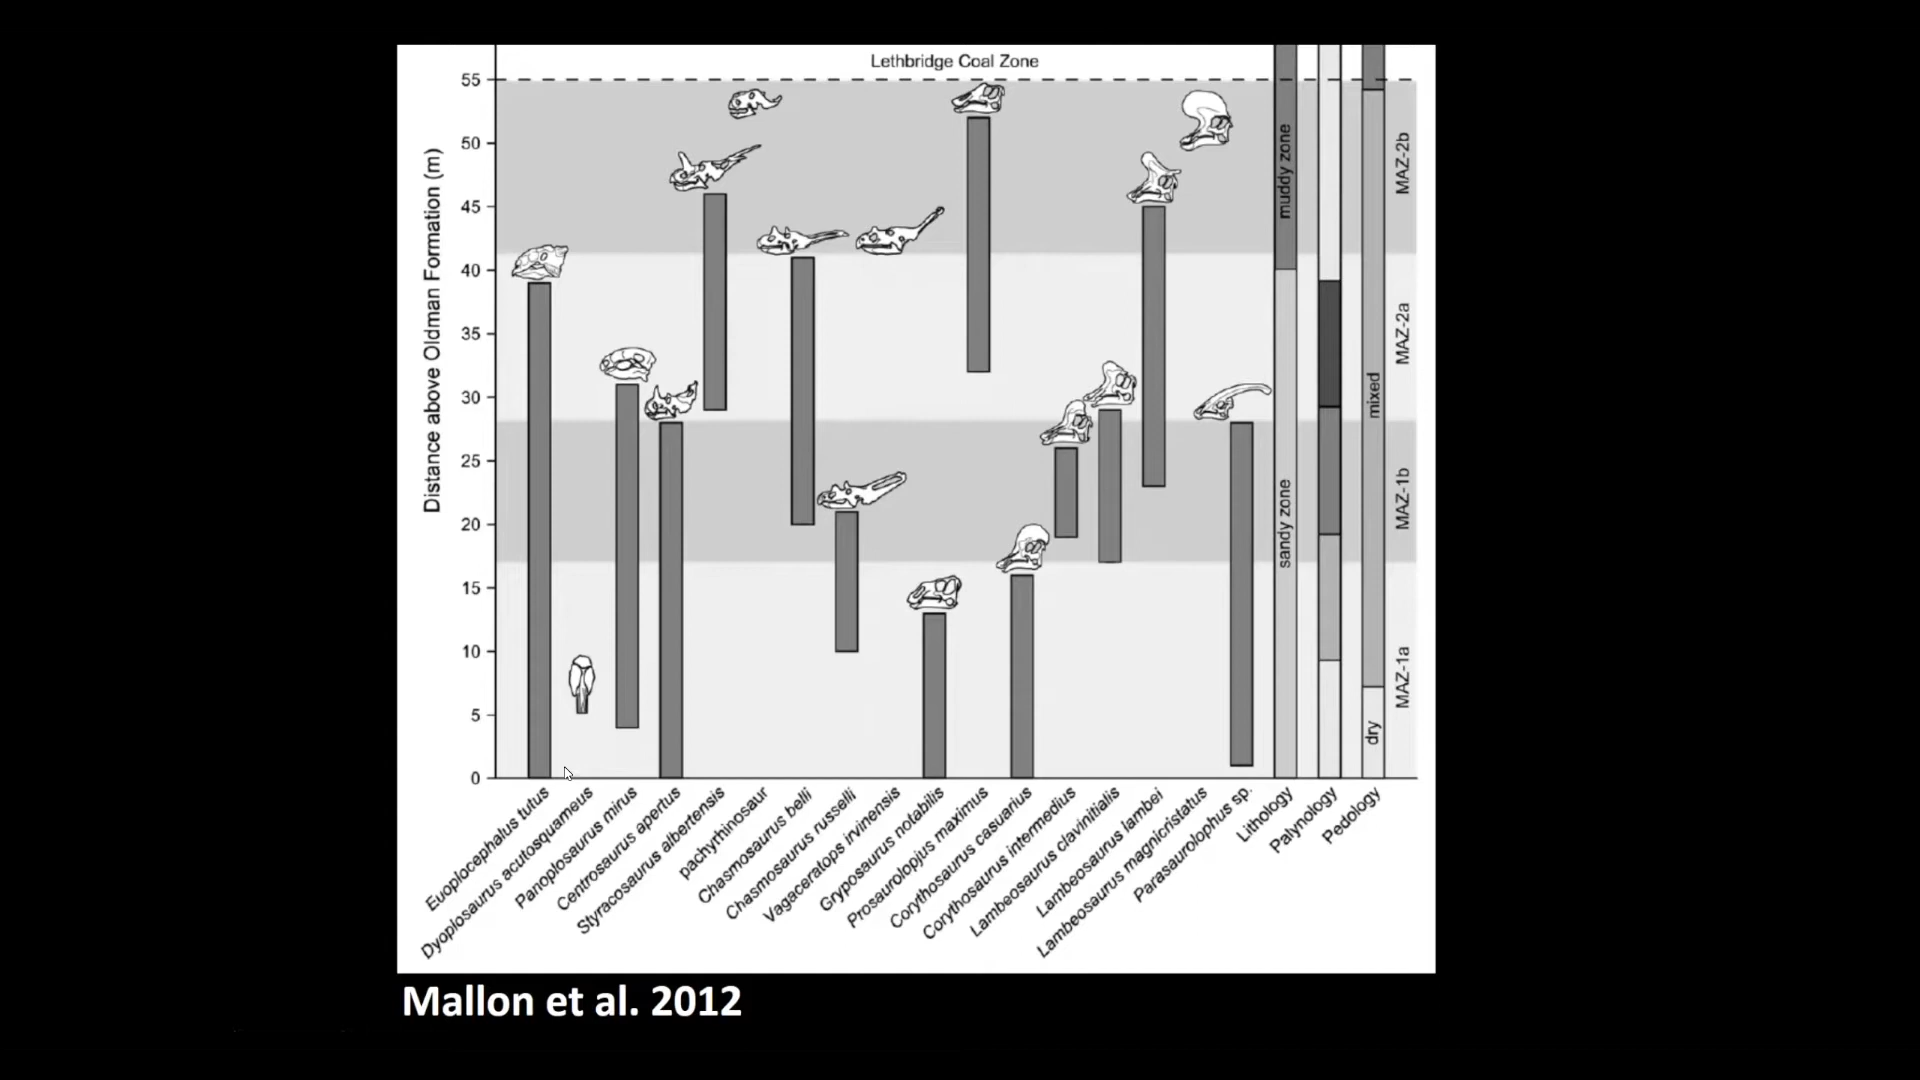 Lethbridge Coal Zone
Distance above Oldman Formation (m)
55
50
45
40
35
30
25
20
15
10
5
0
muddy zone
sandy zone
mixed
dry
MAZ-2b
MAZ-2a
MAZ-1b
MAZ-1a
Euoplocephalus tutus
Dyoplosaurus acutosquameus
Panoplosaurus mirus
Centrosaurus apertus
Styracosaurus albertensis
pachyrhinosaur
Chasmosaurus belli
Chasmosaurus russelli
Vagaceratops irvinensis
Gryposaurus notabilis
Prosaurolopjus maximus
Corythosaurus casuarius
Corythosaurus intermedius
Lambeosaurus clavinitialis
Lambeosaurus lambei
Lambeosaurus magnicristatus
Parasaurolophus sp.
Lithology
Palynology
Pedology
Mallon et al. 2012